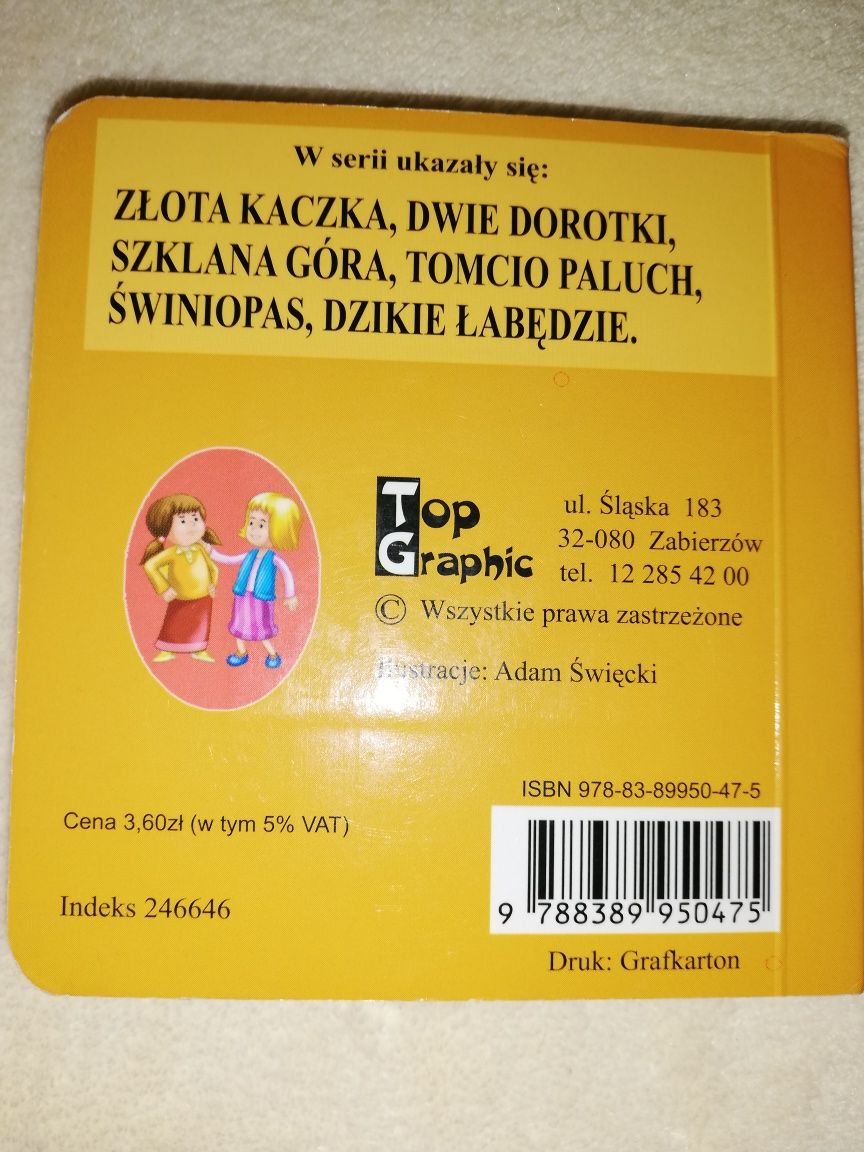 W serii ukazały się:
ZŁOTA KACZKA, DWIE DOROTKI,
SZKLANA GÓRA, TOMCIO PALUCH,
ŚWINIOPAS, DZIKIE ŁABĘDZIE.
Top
Graphic
ul. Śląska 183
32-080 Zabierzów
tel. 12 285 42 00
© Wszystkie prawa zastrzeżone
Ilustracje: Adam Święcki
ISBN 978-83-89950-47-5
Cena 3,60zł (w tym 5% VAT)
Indeks 246646
9 788389 950475
Druk: Grafkarton